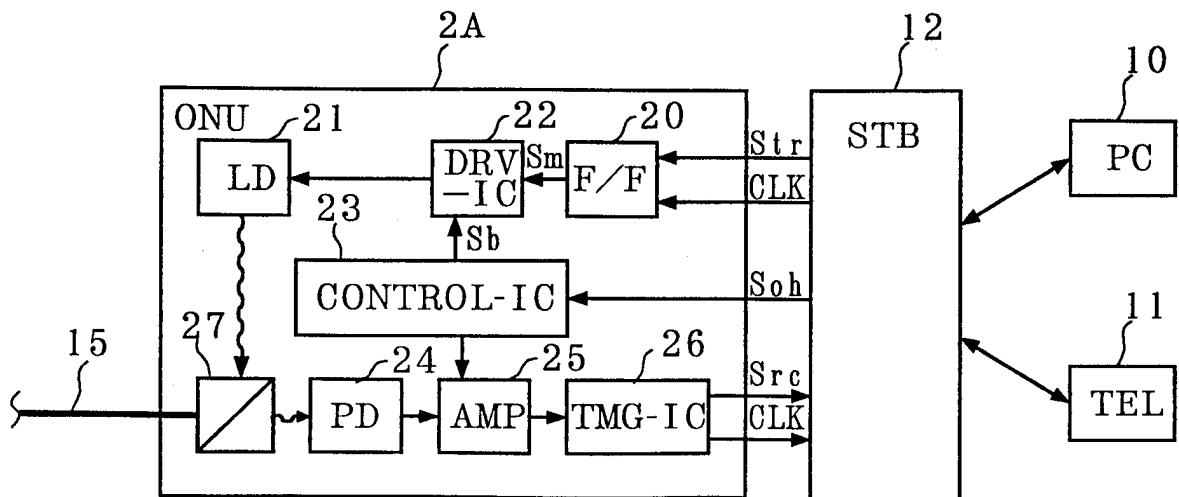 2A
12
10
ONU
21
22
20
Str
STB
PC
LD
DRV
-IC
Sm
F/F
CLK
23
Sb
CONTROL-IC
Soh
11
15
27
24
25
26
Src
TEL
PD
AMP
TMG-IC
CLK